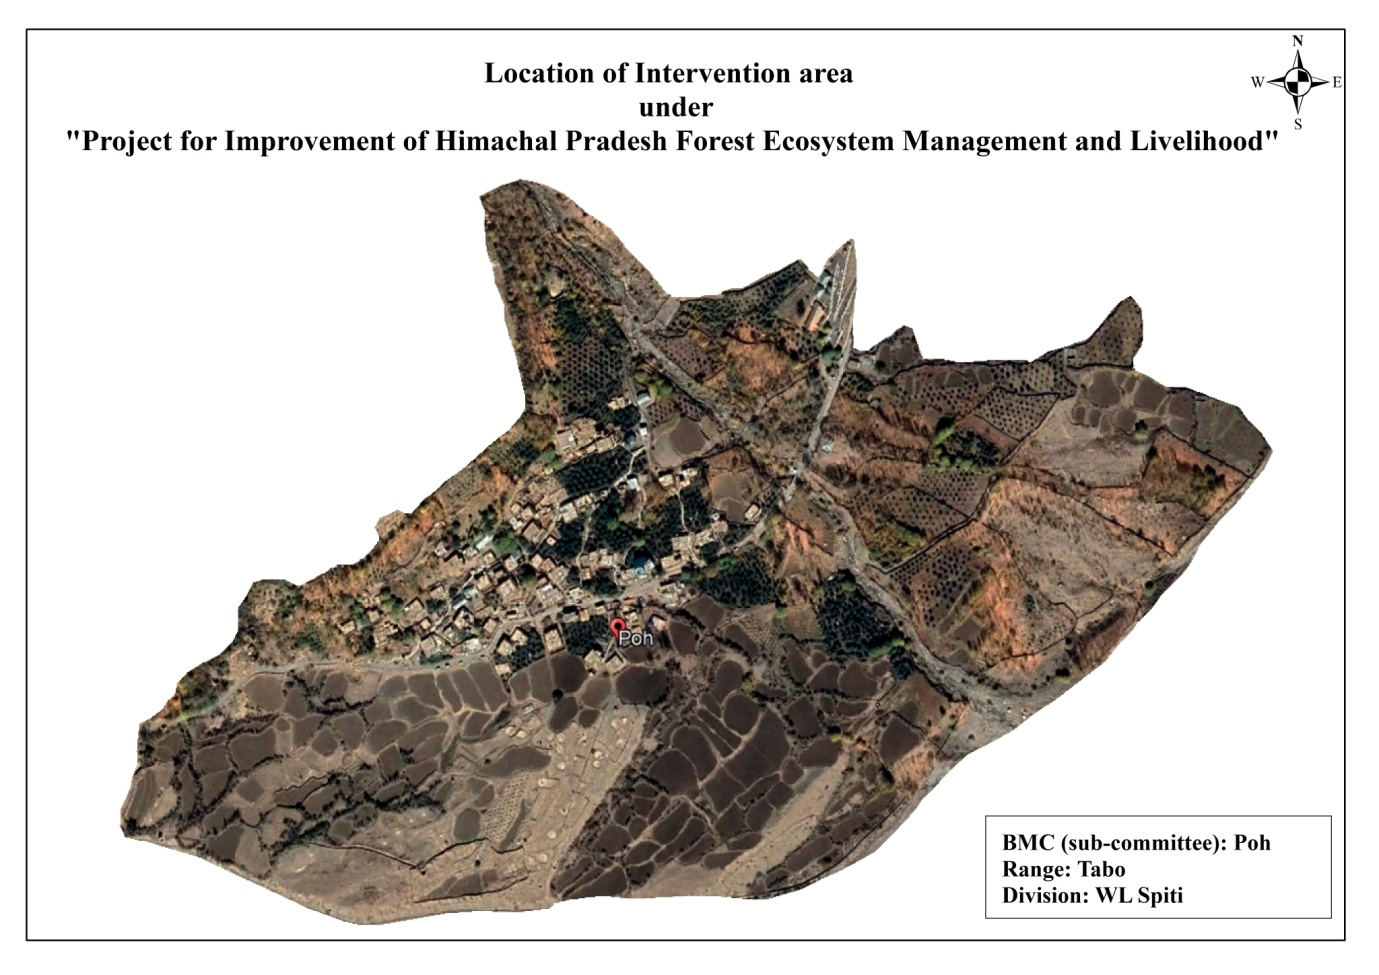 N
W E
S
Location of Intervention area
under
"Project for Improvement of Himachal Pradesh Forest Ecosystem Management and Livelihood"
Poh
BMC (sub-committee): Poh
Range: Tabo
Division: WL Spiti